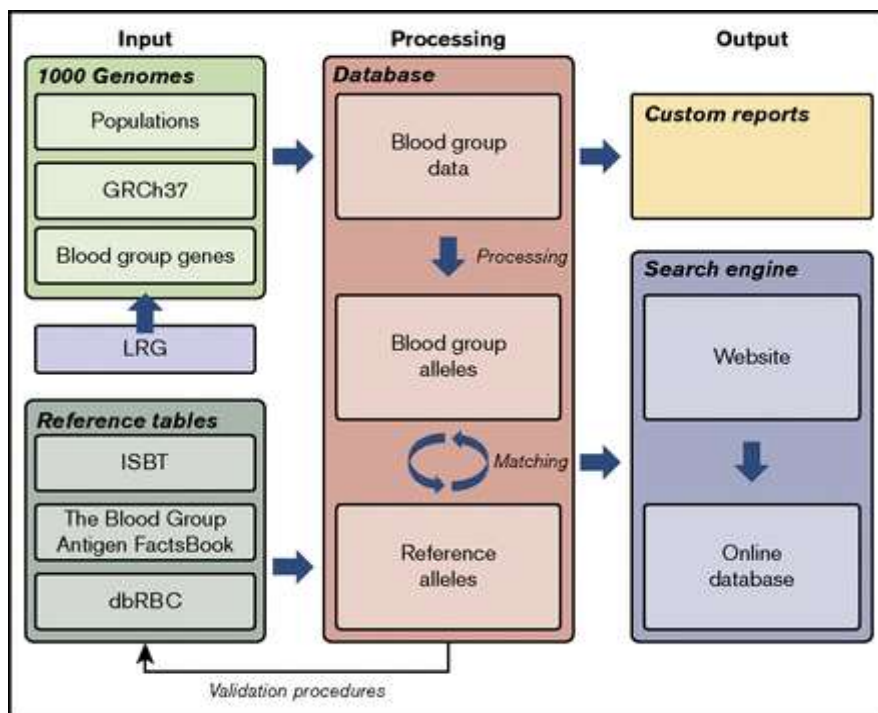 Input
Processing
Output
1000 Genomes
Populations
GRCh37
Blood group genes
LRG
Reference tables
ISBT
The Blood Group
Antigen FactsBook
dbRBC
Database
Blood group
data
Processing
Blood group
alleles
Matching
Reference
alleles
Custom reports
Search engine
Website
Online
database
Validation procedures